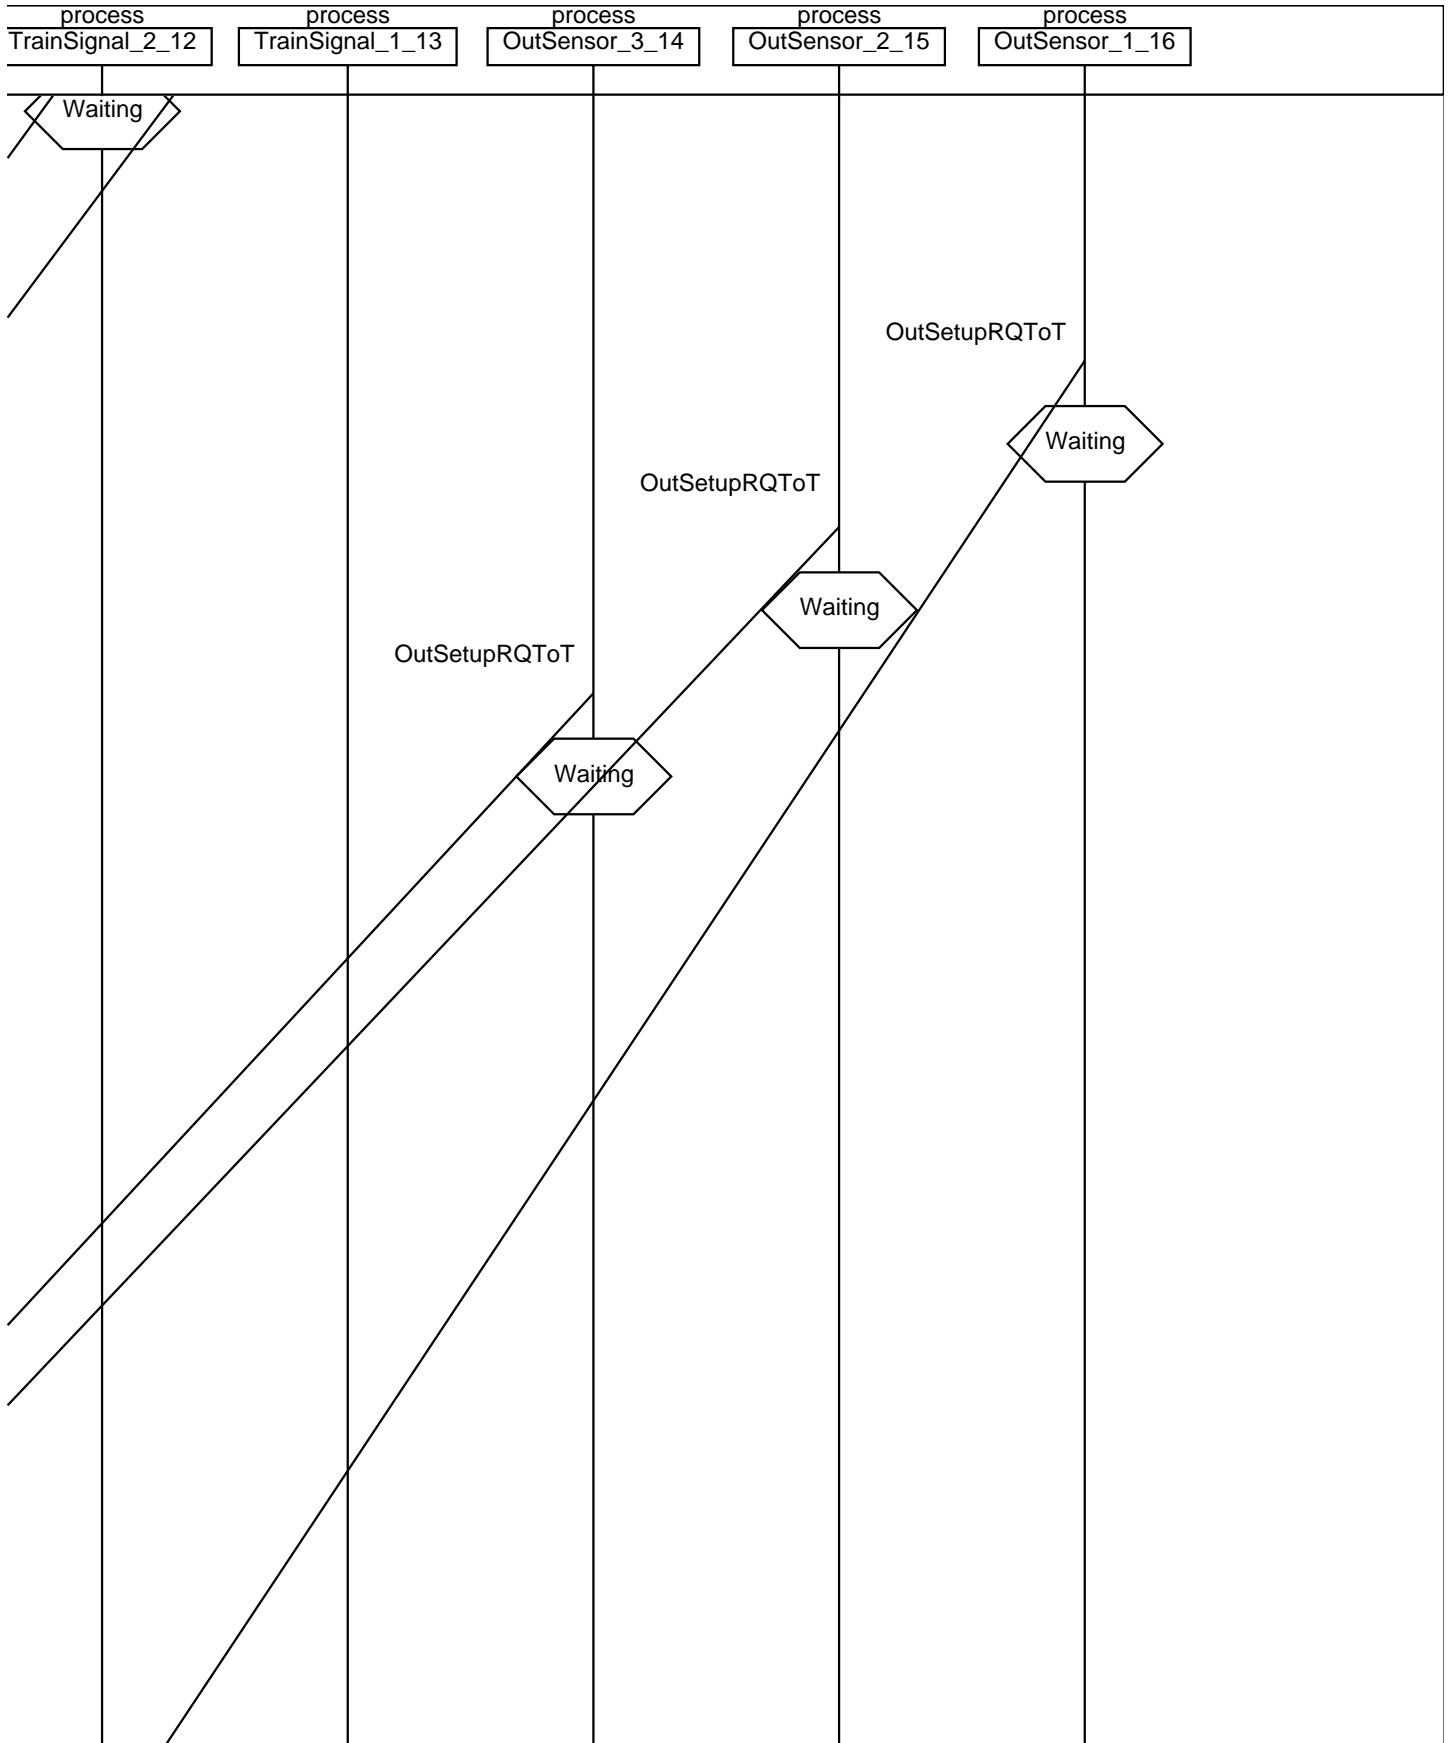 process process process process process
TrainSignal_2_12 TrainSignal_1_13 OutSensor_3_14 OutSensor_2_15 OutSensor_1_16
Waiting
OutSetupRQToT
Waiting
OutSetupRQToT
Waiting
OutSetupRQToT
Waiting